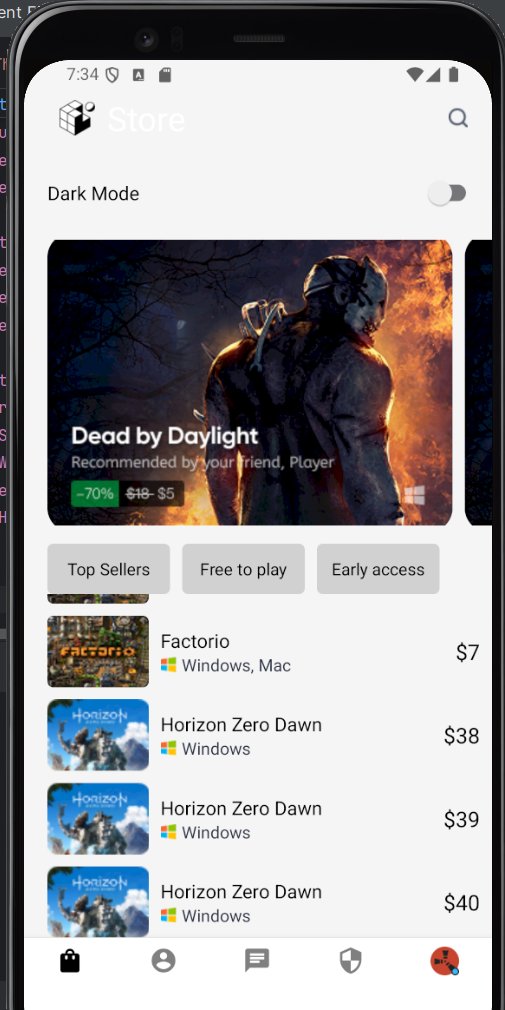 ent F
7:34
Store
Dark Mode
Dead by Daylight
Recommended by your friend, Player
-70% $18 $5
Top Sellers
Free to play
Early access
FACTORIO
Factorio
$7
Windows, Mac
HORIZON
Horizon Zero Dawn
$38
Windows
HORIZON
Horizon Zero Dawn
$39
Windows
HORIZON
Horizon Zero Dawn
$40
Windows